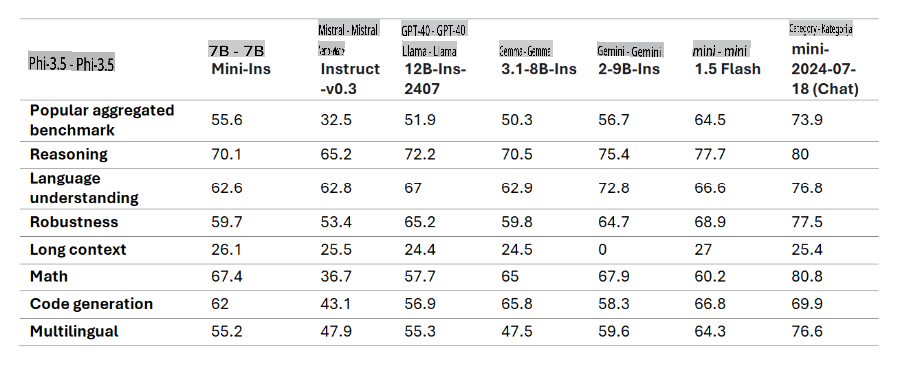 Phi-3.5 - Phi-3.5
7B - 7B
Mini-Ins
Mistral - Mistral
Instruct
-v0.3
GPT-40 - GPT-40
Llama - Llama
12B-Ins-
2407
Gemma - Gemma
3.1-8B-Ins
Gemini - Gemini
2-9B-Ins
mini - mini
1.5 Flash
Category - Kategorija
mini-
2024-07-
18 (Chat)
Popular aggregated
benchmark 55.6 32.5 51.9 50.3 56.7 64.5 73.9
Reasoning 70.1 65.2 72.2 70.5 75.4 77.7 80
Language
understanding 62.6 62.8 67 62.9 72.8 66.6 76.8
Robustness 59.7 53.4 65.2 59.8 64.7 68.9 77.5
Long context 26.1 25.5 24.4 24.5 0 27 25.4
Math 67.4 36.7 57.7 65 67.9 60.2 80.8
Code generation 62 43.1 56.9 65.8 58.3 66.8 69.9
Multilingual 55.2 47.9 55.3 47.5 59.6 64.3 76.6